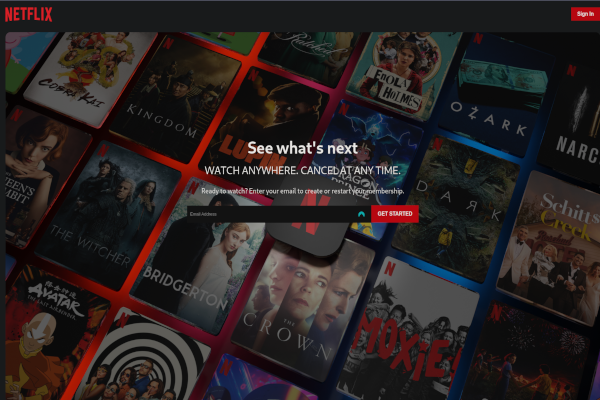 NETFLIX
Sign In
COBRA KAI
KINGDOM
LUPIN
ENOLA HOLMES
OZARK
NARC
See what's next
WATCH ANYWHERE. CANCEL AT ANY TIME.
Ready to watch? Enter your email to create or restart your membership.
Email Address
GET STARTED
QUEEN'S
THE WITCHER
BRIDGERTON
DRAGON
DARK
Schitt's
Creek
AVATAR
THE
CROWN
MOXIE!